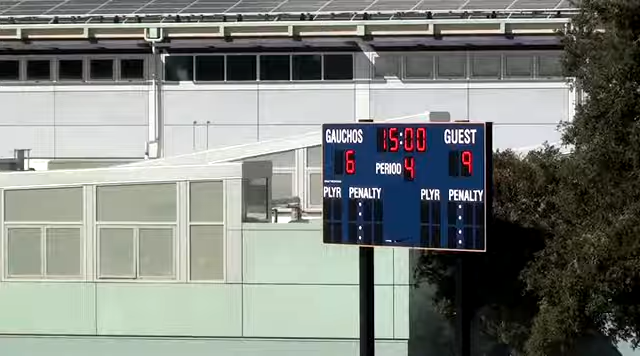 GAUCHOS 15:00 GUEST
6 PERIOD 4 9
PLYR PENALTY PLYR PENALTY